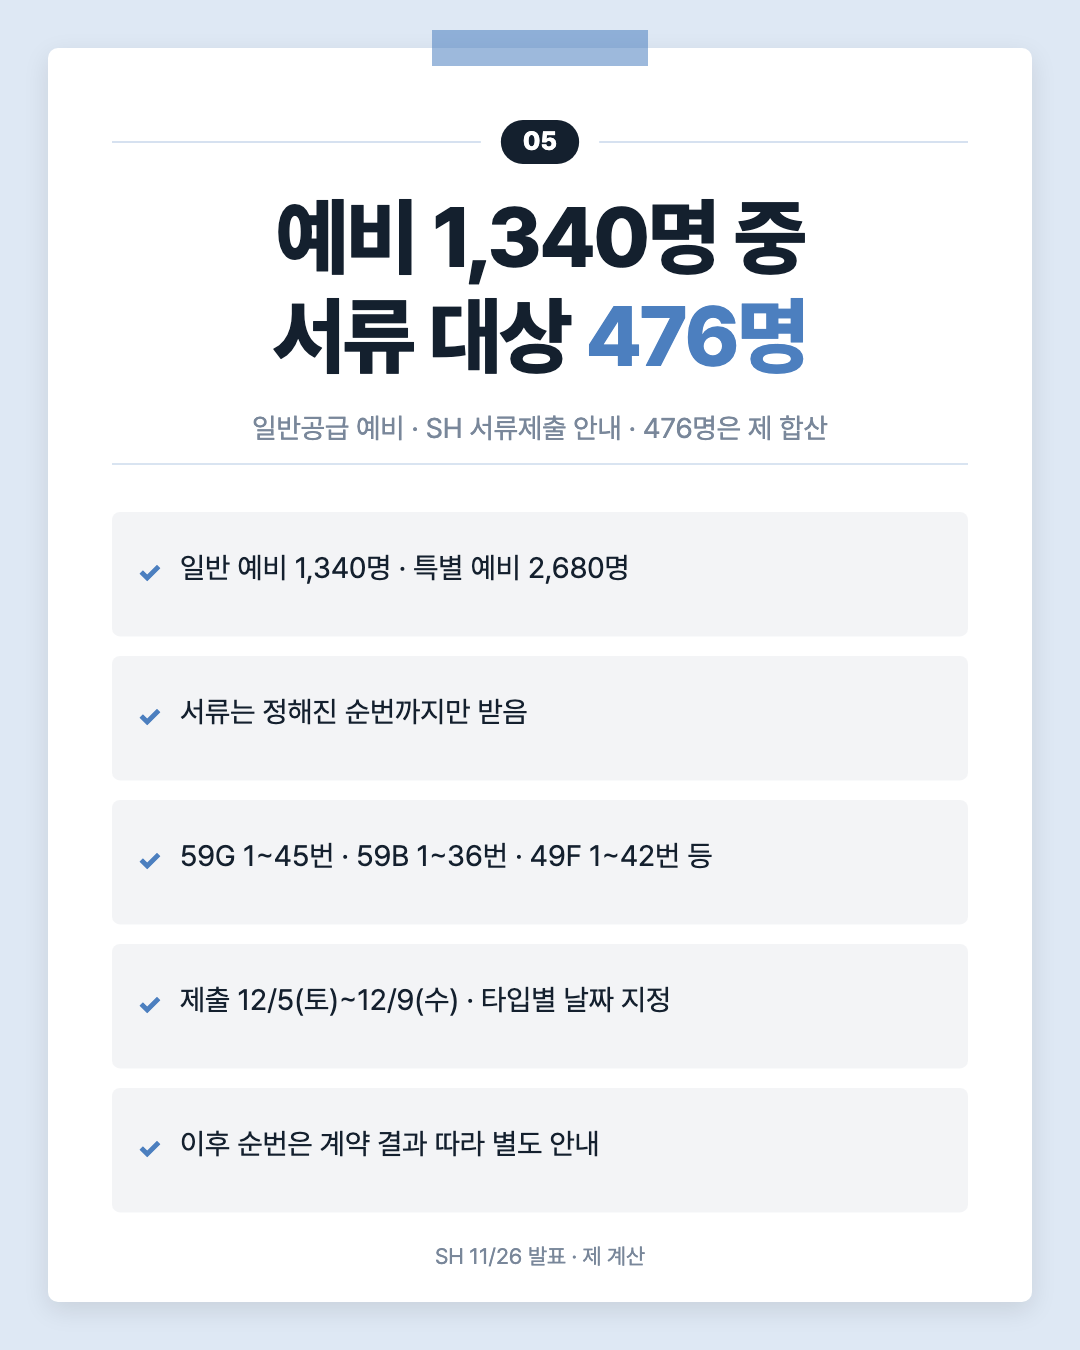 05
예비 1,340명 중
서류 대상 476명
일반공급 예비 · SH 서류제출 안내 · 476명은 제 합산
일반 예비 1,340명 · 특별 예비 2,680명
서류는 정해진 순번까지만 받음
59G 1~45번 · 59B 1~36번 · 49F 1~42번 등
제출 12/5(토)~12/9(수) · 타입별 날짜 지정
이후 순번은 계약 결과 따라 별도 안내
SH 11/26 발표 · 제 계산